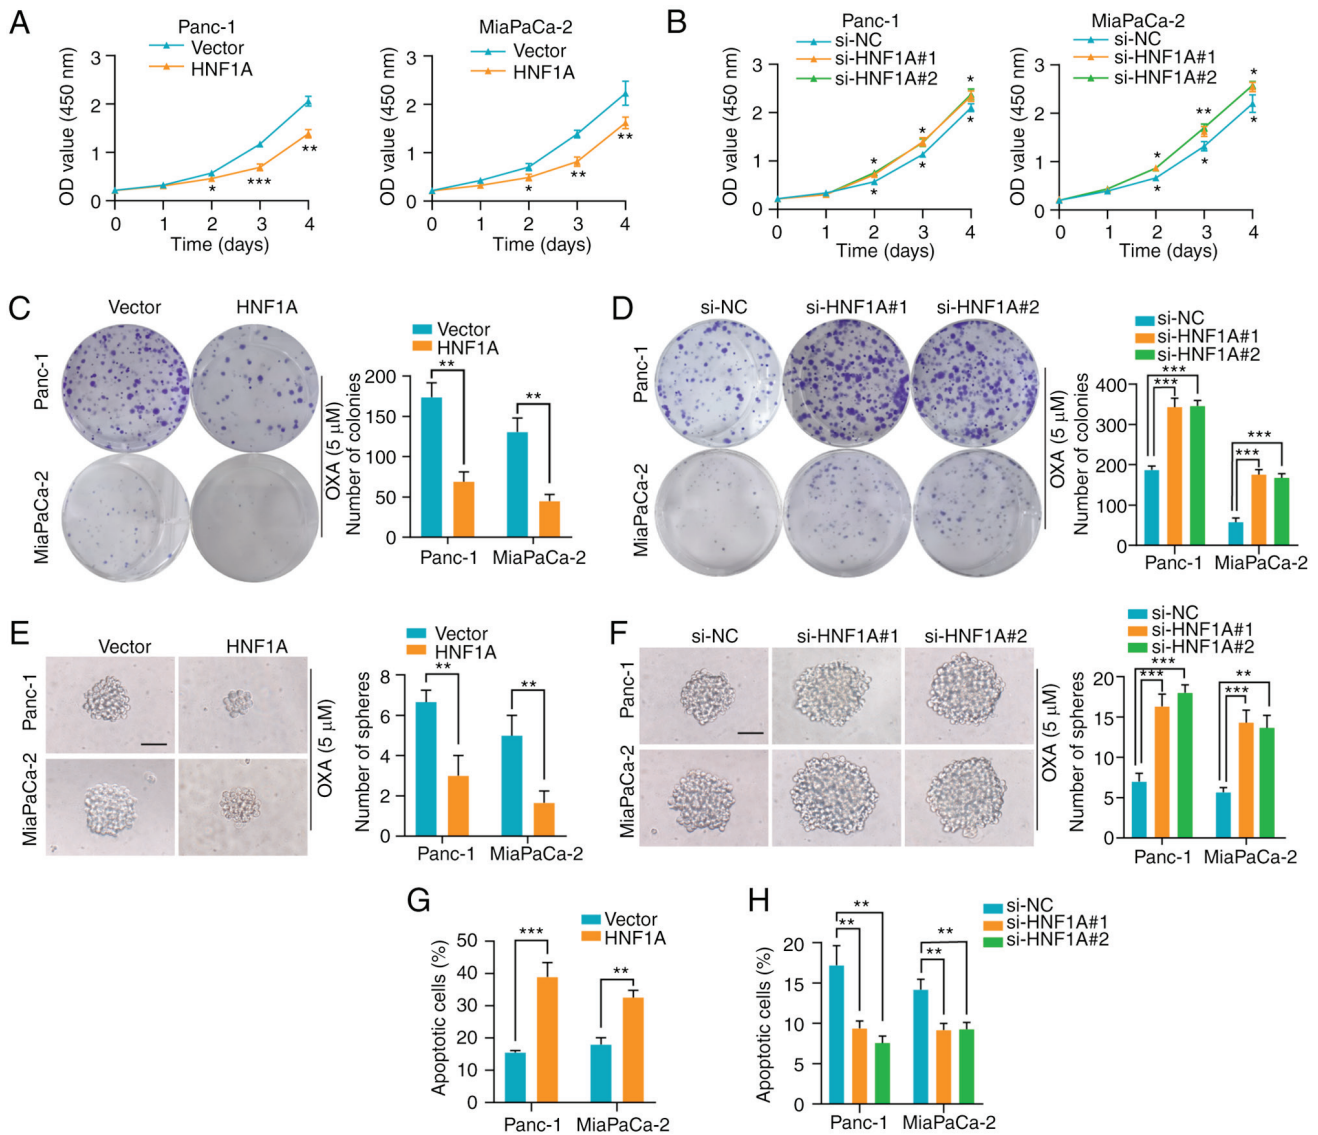 A
Panc-1
Vector
HNF1A
OD value (450 nm)
3
2
1
0
0 1 2 3 4
* *** **
Time (days)
MiaPaCa-2
Vector
HNF1A
OD value (450 nm)
3
2
1
0
0 1 2 3 4
* ** **
Time (days)
B
Panc-1
si-NC
si-HNF1A#1
si-HNF1A#2
OD value (450 nm)
3
2
1
0
0 1 2 3 4
* * *
* * *
Time (days)
MiaPaCa-2
si-NC
si-HNF1A#1
si-HNF1A#2
OD value (450 nm)
3
2
1
0
0 1 2 3 4
* ** *
* * *
Time (days)
C
Vector HNF1A
Panc-1
MiaPaCa-2
OXA (5 μM)
Vector
HNF1A
Number of colonies
200
150
100
50
0
** **
Panc-1 MiaPaCa-2
D
si-NC si-HNF1A#1 si-HNF1A#2
Panc-1
MiaPaCa-2
OXA (5 μM)
si-NC
si-HNF1A#1
si-HNF1A#2
Number of colonies
400
300
200
100
0
*** ***
*** ***
Panc-1 MiaPaCa-2
E
Vector HNF1A
Panc-1
MiaPaCa-2
OXA (5 μM)
Vector
HNF1A
Number of spheres
8
6
4
2
0
** **
Panc-1 MiaPaCa-2
F
si-NC si-HNF1A#1 si-HNF1A#2
Panc-1
MiaPaCa-2
OXA (5 μM)
si-NC
si-HNF1A#1
si-HNF1A#2
Number of spheres
20
15
10
5
0
*** **
*** ***
Panc-1 MiaPaCa-2
G
Vector
HNF1A
Apoptotic cells (%)
50
40
30
20
10
0
*** **
Panc-1 MiaPaCa-2
H
si-NC
si-HNF1A#1
si-HNF1A#2
Apoptotic cells (%)
20
15
10
5
0
** **
** **
Panc-1 MiaPaCa-2